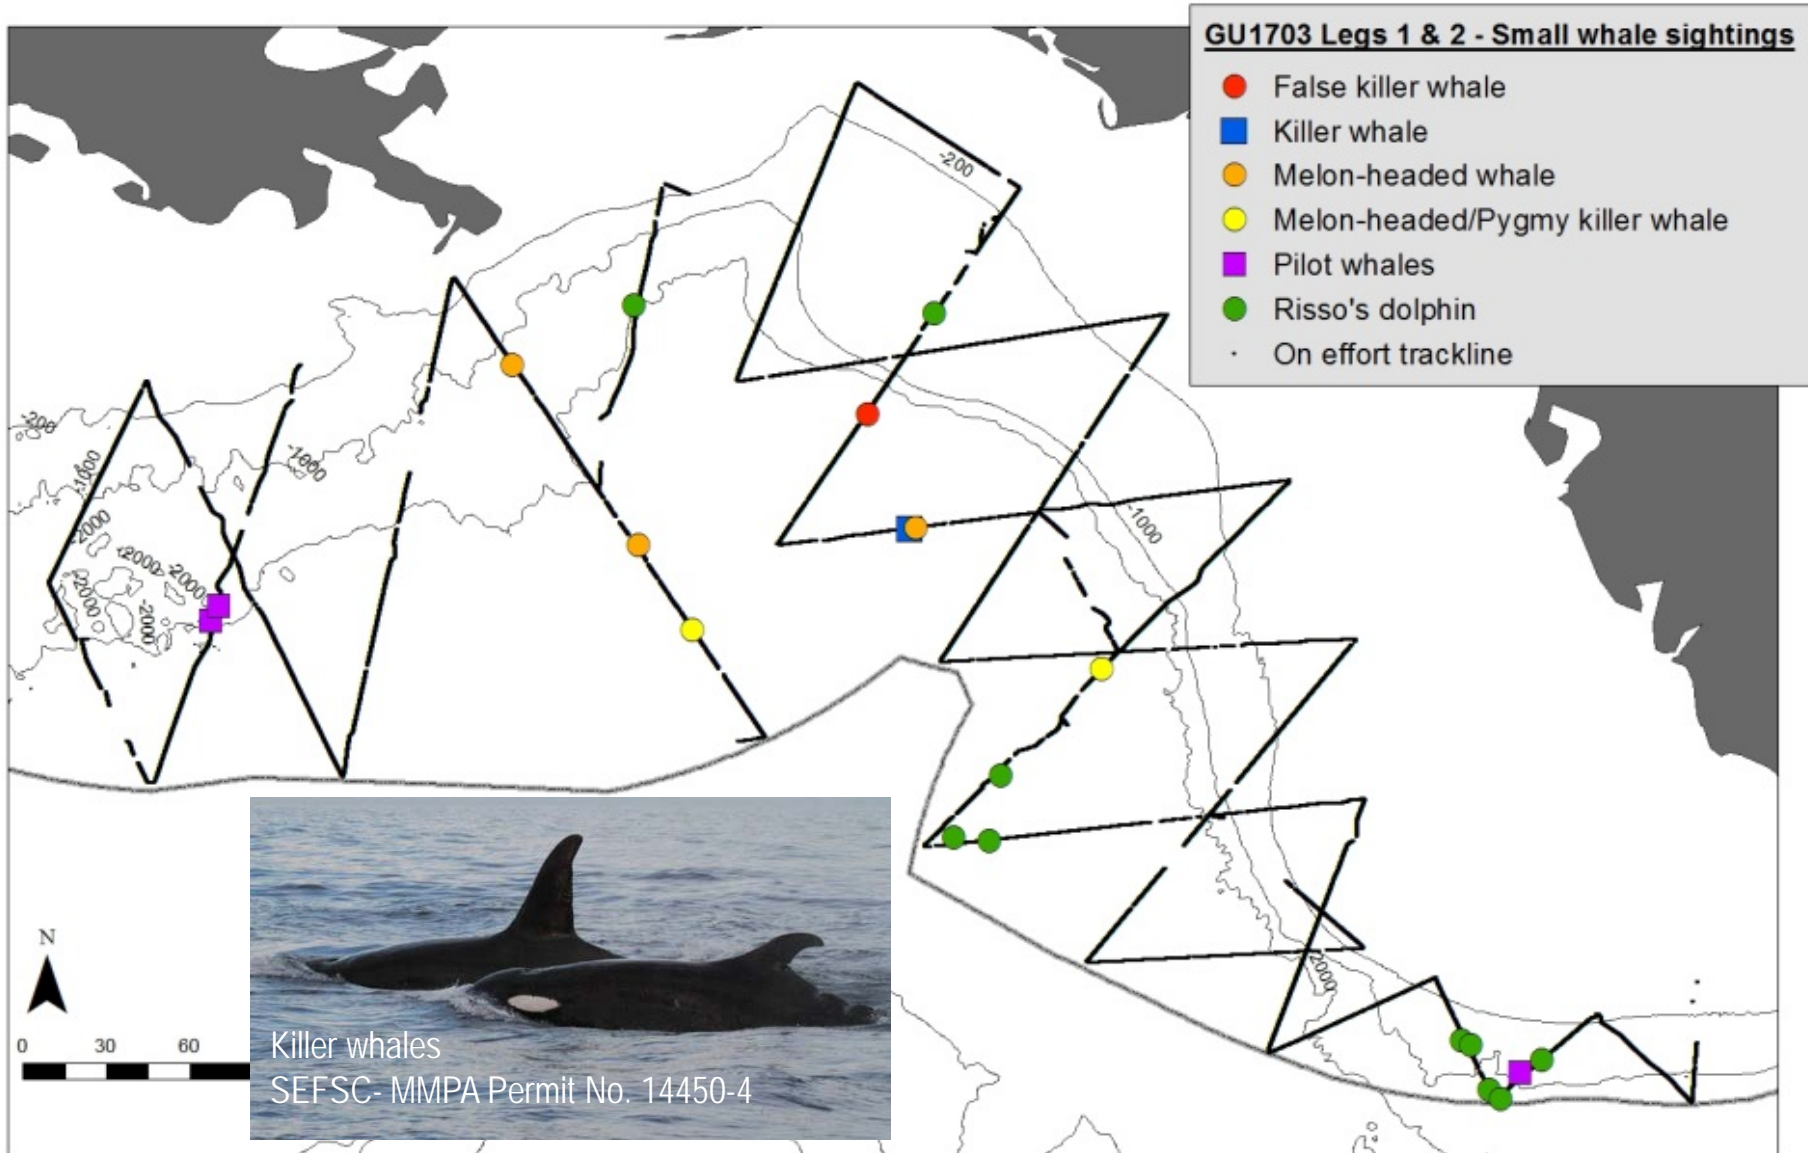 GU1703 Legs 1 & 2 - Small whale sightings
False killer whale
Killer whale
Melon-headed whale
Melon-headed/Pygmy killer whale
Pilot whales
Risso's dolphin
On effort trackline
-200
-200
-1000
-1000
-2000
-2000
-2000
-2000
-2000
-1000
-2000
N
0 30 60
Killer whales
SEFSC- MMPA Permit No. 14450-4